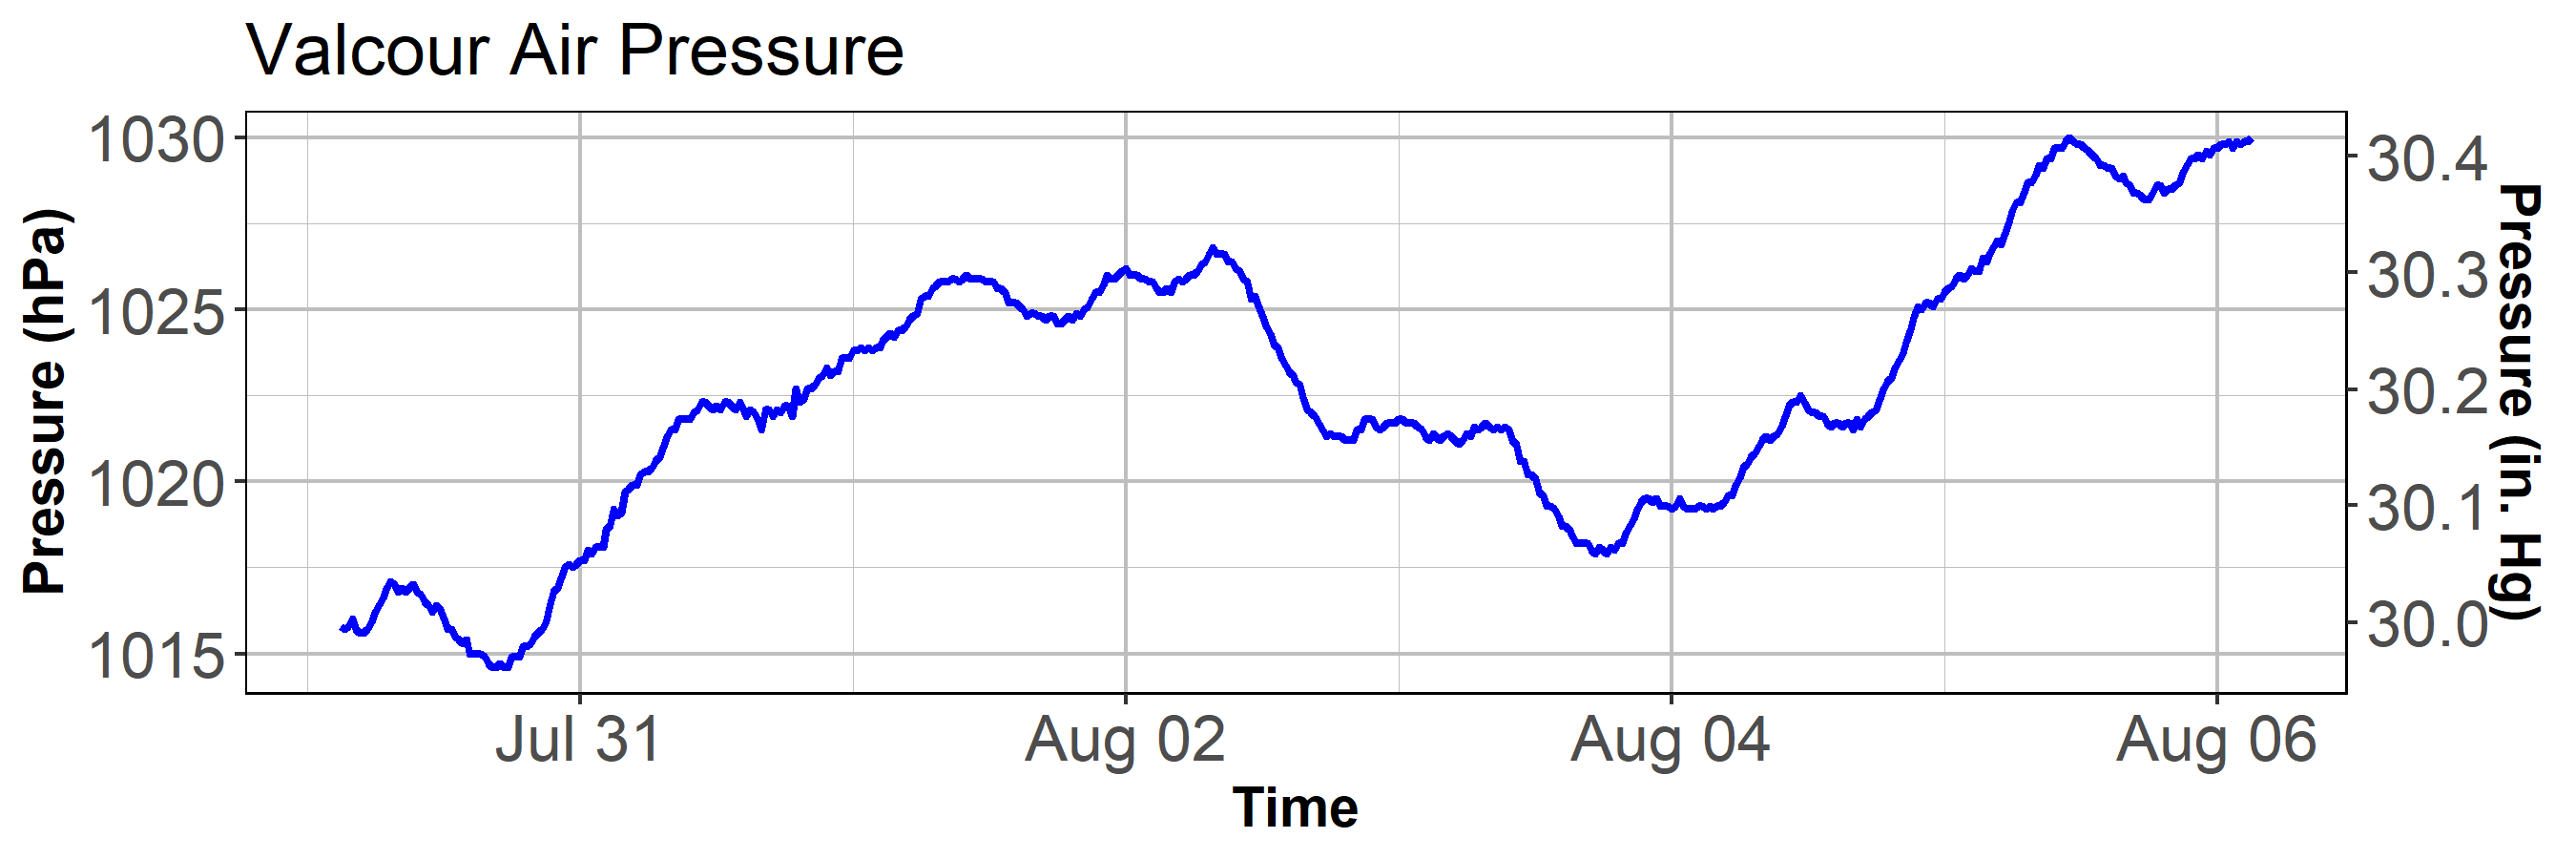 Valcour Air Pressure
Pressure (hPa)
1030
1025
1020
1015
30.4
30.3
30.2
30.1
30.0
Pressure (in. Hg)
Jul 31
Aug 02
Aug 04
Aug 06
Time